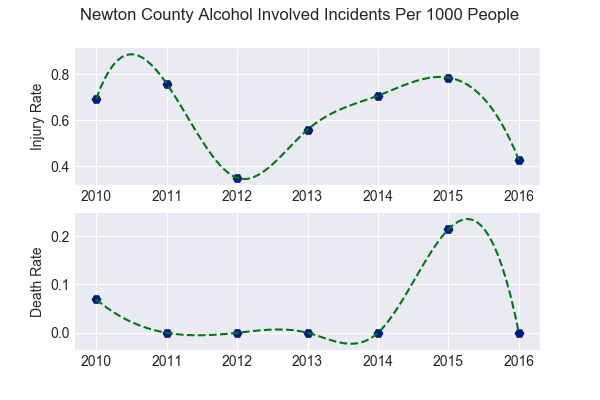 Newton County Alcohol Involved Incidents Per 1000 People
Injury Rate
0.8
0.6
0.4
2010 2011 2012 2013 2014 2015 2016
Death Rate
0.2
0.1
0.0
2010 2011 2012 2013 2014 2015 2016